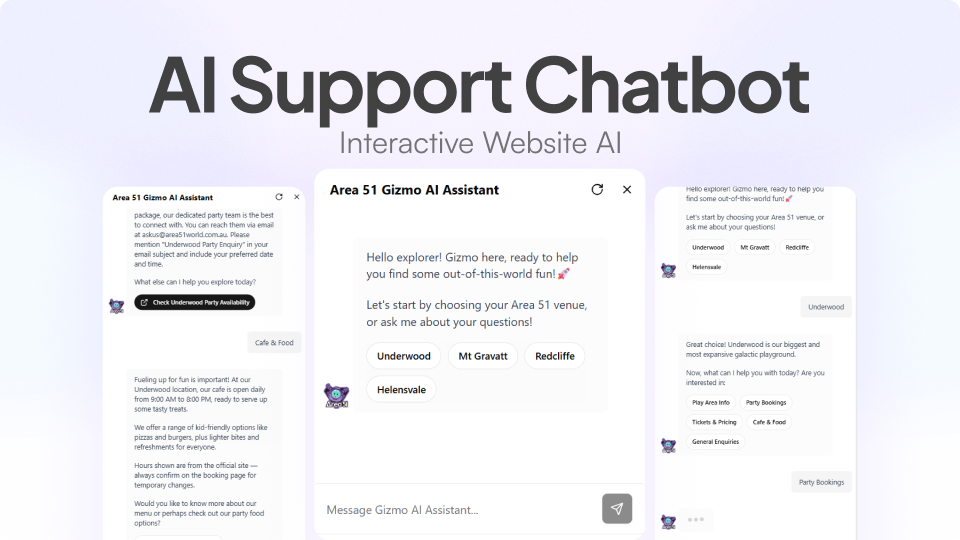 AI Support Chatbot
Interactive Website AI
Area 51 Gizmo AI Assistant
package, our dedicated party team is the best
to connect with. You can reach them via email
at askus@area51world.com.au. Please
mention "Underwood Party Enquiry" in your
email subject and include your preferred date
and time.
What else can I help you explore today?
Check Underwood Party Availability
Cafe & Food
Fueling up for fun is important! At our
Underwood location, our cafe is open daily
from 9:00 AM to 8:00 PM, ready to serve up
some tasty treats.
We offer a range of kid-friendly options like
pizzas and burgers, plus lighter bites and
refreshments for everyone.
Hours shown are from the official site —
always confirm on the booking page for
temporary changes.
Would you like to know more about our
menu or perhaps check out our party food
options?
Area 51 Gizmo AI Assistant
Hello explorer! Gizmo here, ready to help
you find some out-of-this-world fun!🚀
Let's start by choosing your Area 51 venue,
or ask me about your questions!
Underwood
Mt Gravatt
Redcliffe
Helensvale
Message Gizmo AI Assistant...
Hello explorer! Gizmo here, ready to help you
find some out-of-this-world fun!🚀
Let's start by choosing your Area 51 venue, or
ask me about your questions!
Underwood
Mt Gravatt
Redcliffe
Helensvale
Underwood
Great choice! Underwood is our biggest and
most expansive galactic playground.
Now, what can I help you with today? Are you
interested in:
Play Area Info
Party Bookings
Tickets & Pricing
Cafe & Food
General Enquiries
Party Bookings